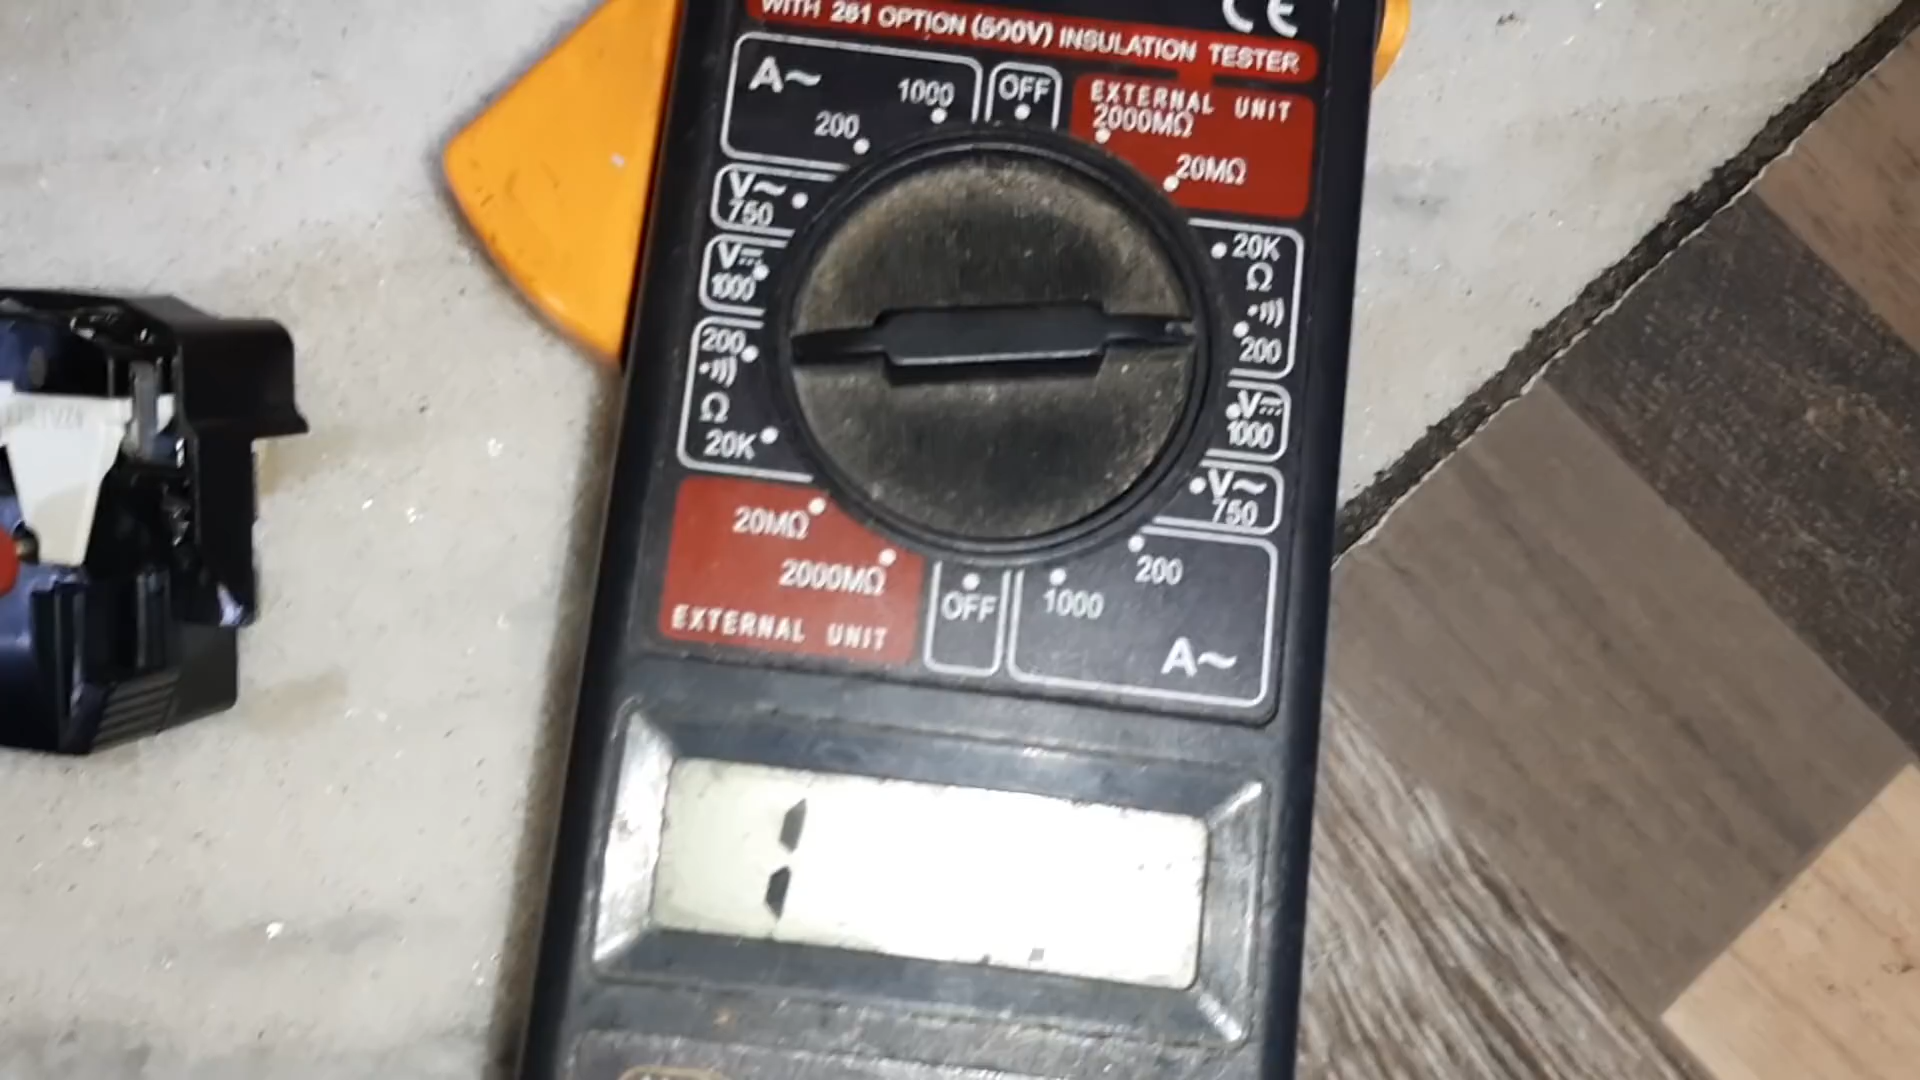 WITH 261 OPTION (500V) INSULATION TESTER
CE
A~
1000
200
OFF
EXTERNAL UNIT
2000MΩ
20MΩ
V~
750
V⎓
1000
200
Ω
20K
20K
Ω
200
V⎓
1000
V~
750
20MΩ
2000MΩ
EXTERNAL UNIT
OFF
1000
200
A~
1